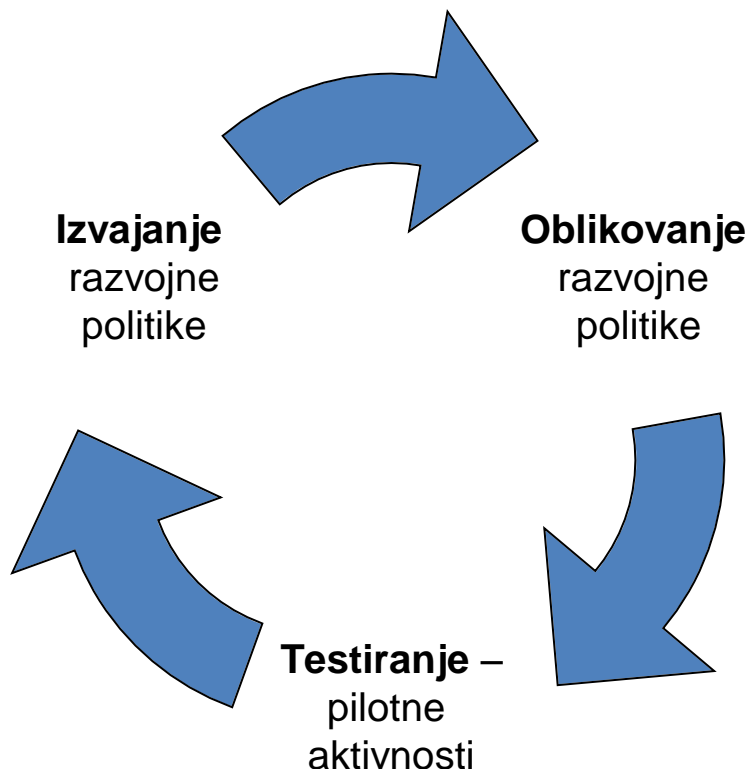 Izvajanje
razvojne
politike
Oblikovanje
razvojne
politike
Testiranje –
pilotne
aktivnosti